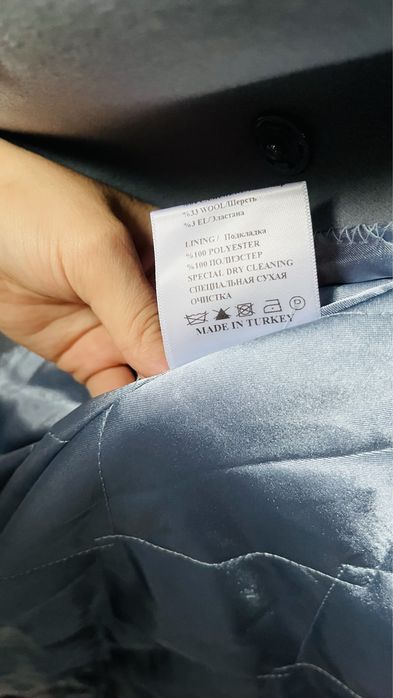 %33 WOOL/Шерсть
%3 EL/Эластана
LINING / Подкладка
%100 POLYESTER
%100 ПОЛИЭСТЕР
SPECIAL DRY CLEANING
СПЕЦИАЛЬНАЯ СУХАЯ
ОЧИСТКА
P
MADE IN TURKEY